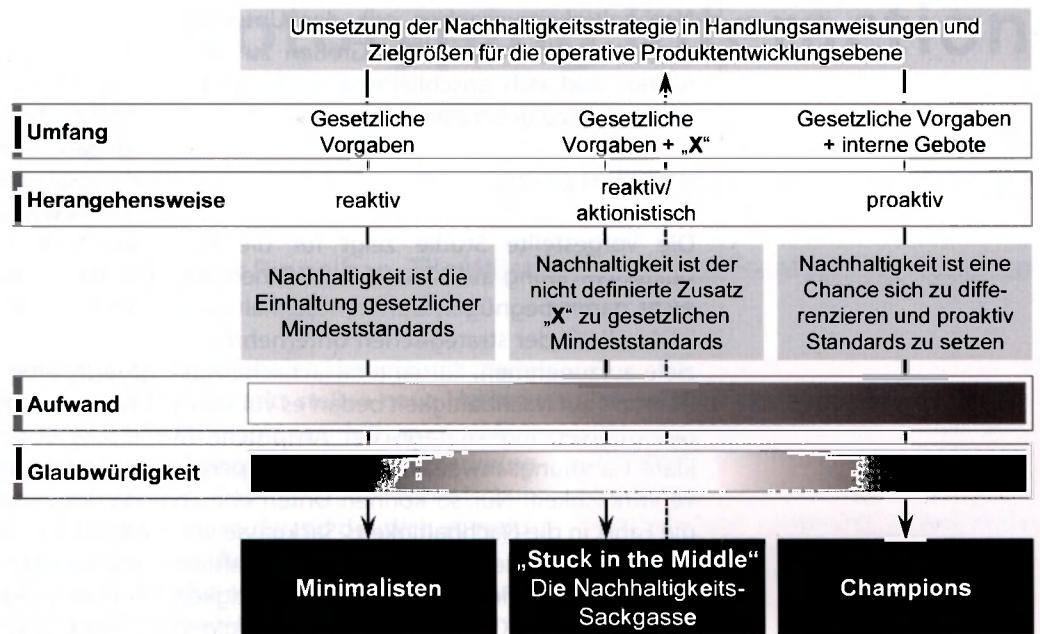 Umsetzung der Nachhaltigkeitsstrategie in Handlungsanweisungen und
Zielgrößen für die operative Produktentwicklungsebene
Umfang
Gesetzliche
Vorgaben
Gesetzliche
Vorgaben + „X“
Gesetzliche Vorgaben
+ interne Gebote
Herangehensweise
reaktiv
reaktiv/
aktionistisch
proaktiv
Nachhaltigkeit ist die
Einhaltung gesetzlicher
Mindeststandards
Nachhaltigkeit ist der
nicht definierte Zusatz
„X“ zu gesetzlichen
Mindeststandards
Nachhaltigkeit ist eine
Chance sich zu diffe-
renzieren und proaktiv
Standards zu setzen
Aufwand
Glaubwürdigkeit
Minimalisten
„Stuck in the Middle“
Die Nachhaltigkeits-
Sackgasse
Champions